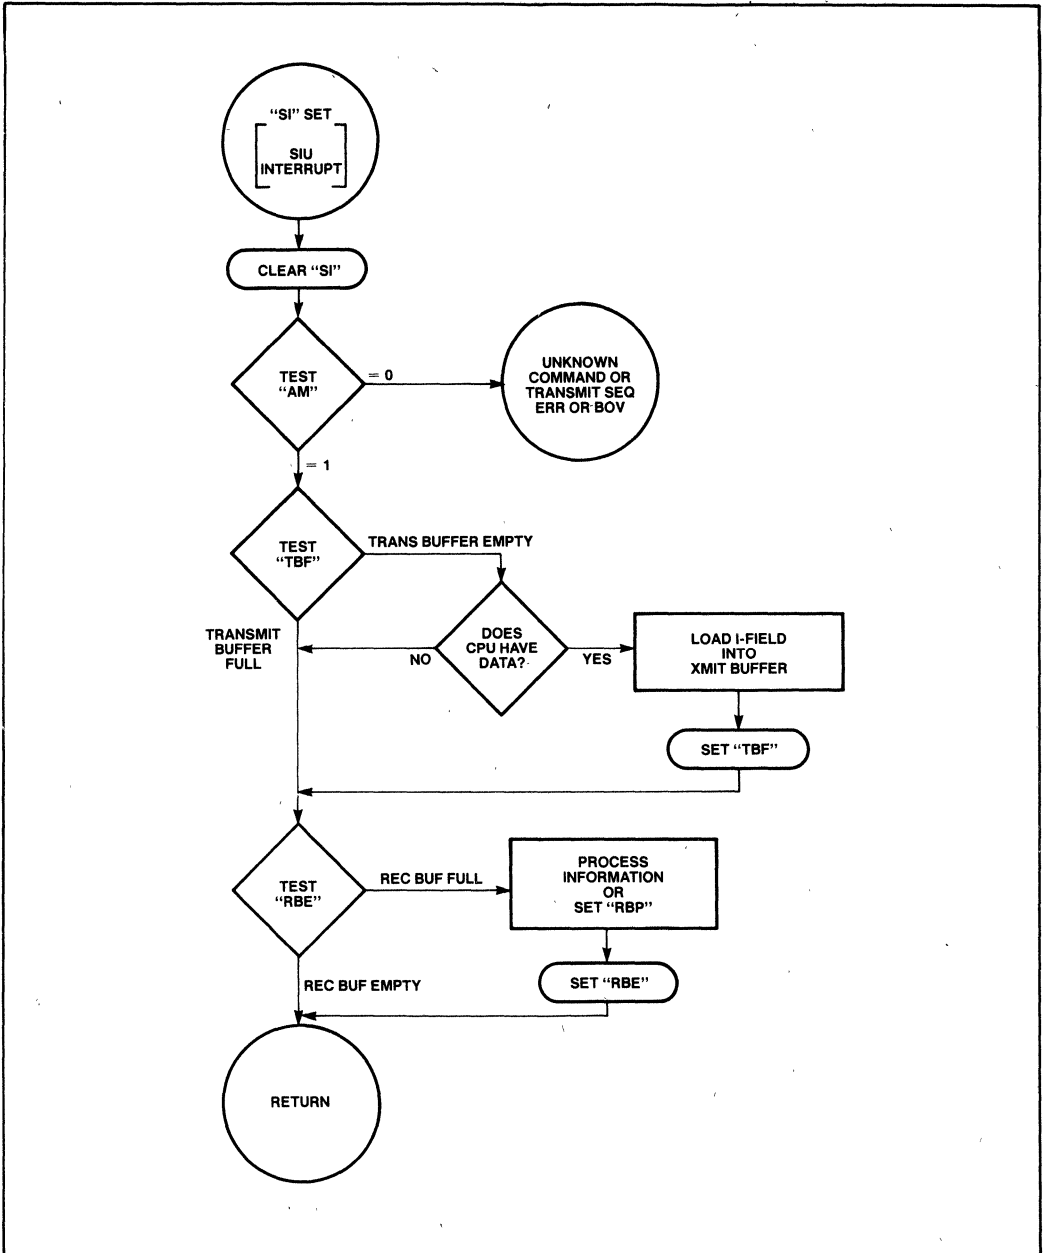 “SI” SET
SIU
INTERRUPT
CLEAR “SI”
TEST
“AM”
= 0
UNKNOWN
COMMAND OR
TRANSMIT SEQ
ERR OR BOV
= 1
TEST
“TBF”
TRANS BUFFER EMPTY
TRANSMIT
BUFFER
FULL
DOES
CPU HAVE
DATA?
NO
YES
LOAD I-FIELD
INTO
XMIT BUFFER
SET “TBF”
TEST
“RBE”
REC BUF FULL
PROCESS
INFORMATION
OR
SET “RBP”
SET “RBE”
REC BUF EMPTY
RETURN